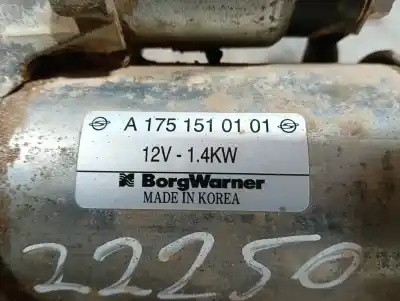 A 175 151 01 01
12V - 1.4KW
BorgWarner
MADE IN KOREA
22250